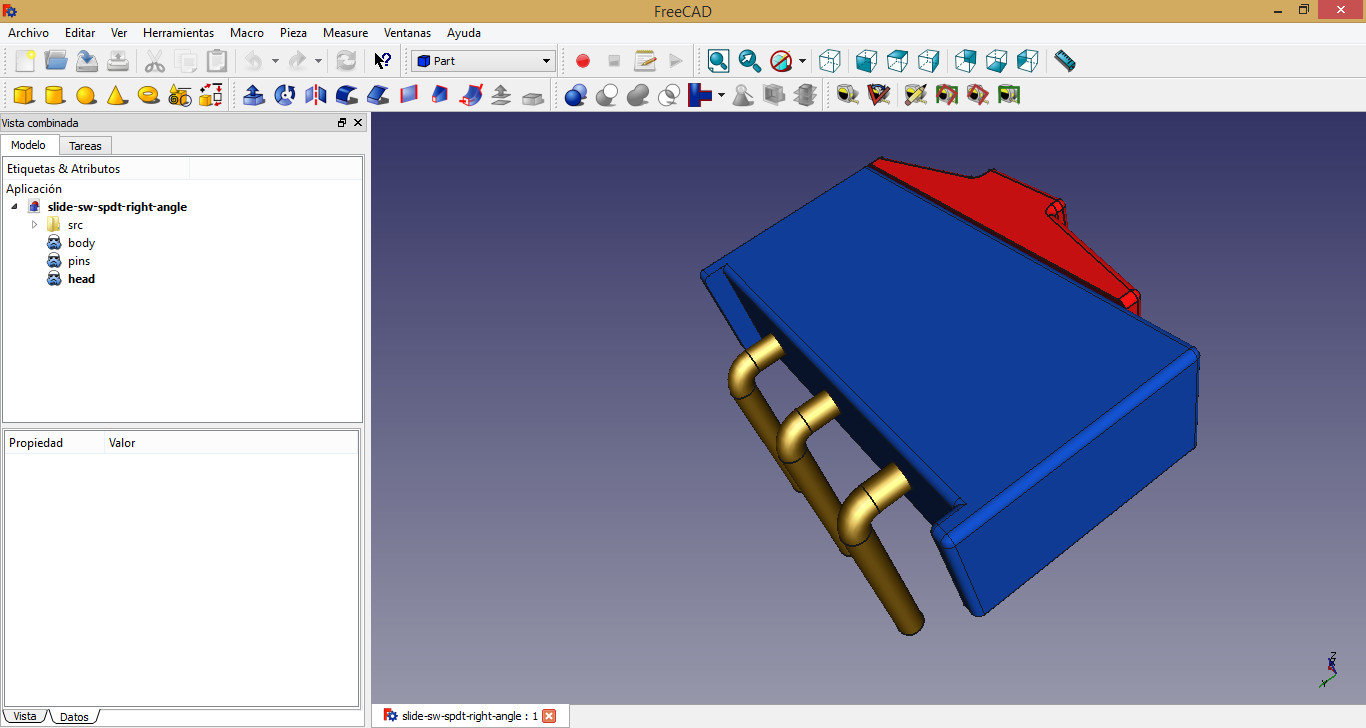 FreeCAD
Archivo Editar Ver Herramientas Macro Pieza Measure Ventanas Ayuda
Part
Vista combinada
Modelo Tareas
Etiquetas & Atributos
Aplicación
slide-sw-spdt-right-angle
src
body
pins
head
Propiedad Valor
Vista Datos
slide-sw-spdt-right-angle : 1
Z
Y